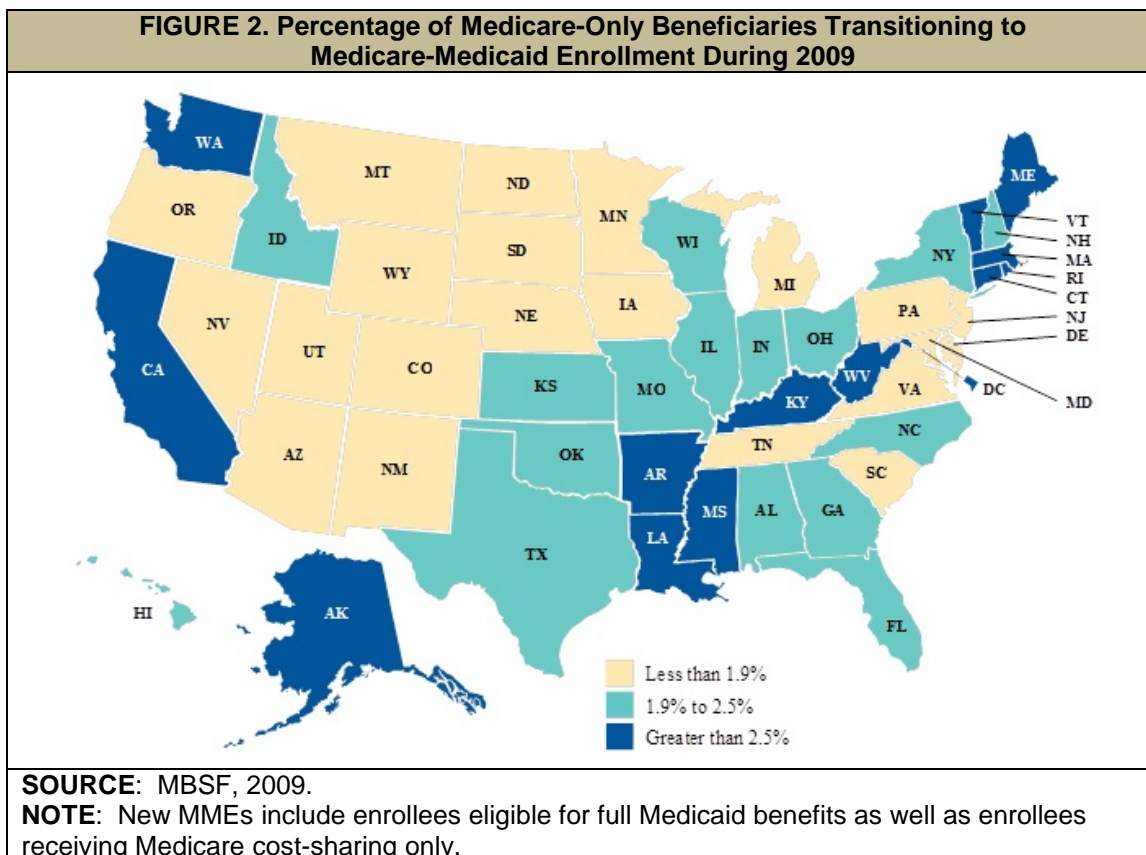 FIGURE 2. Percentage of Medicare-Only Beneficiaries Transitioning to
Medicare-Medicaid Enrollment During 2009
WA
MT
ND
MN
ME
OR
ID
SD
WI
NY
VT
NH
MA
RI
CT
NJ
DE
MD
DC
WY
MI
IA
NE
PA
NV
UT
CO
IL
IN
OH
CA
KS
MO
WV
VA
KY
AZ
NM
OK
AR
TN
NC
SC
MS
AL
GA
TX
LA
HI
AK
FL
Less than 1.9%
1.9% to 2.5%
Greater than 2.5%
SOURCE: MBSF, 2009.
NOTE: New MMEs include enrollees eligible for full Medicaid benefits as well as enrollees
receiving Medicare cost-sharing only.